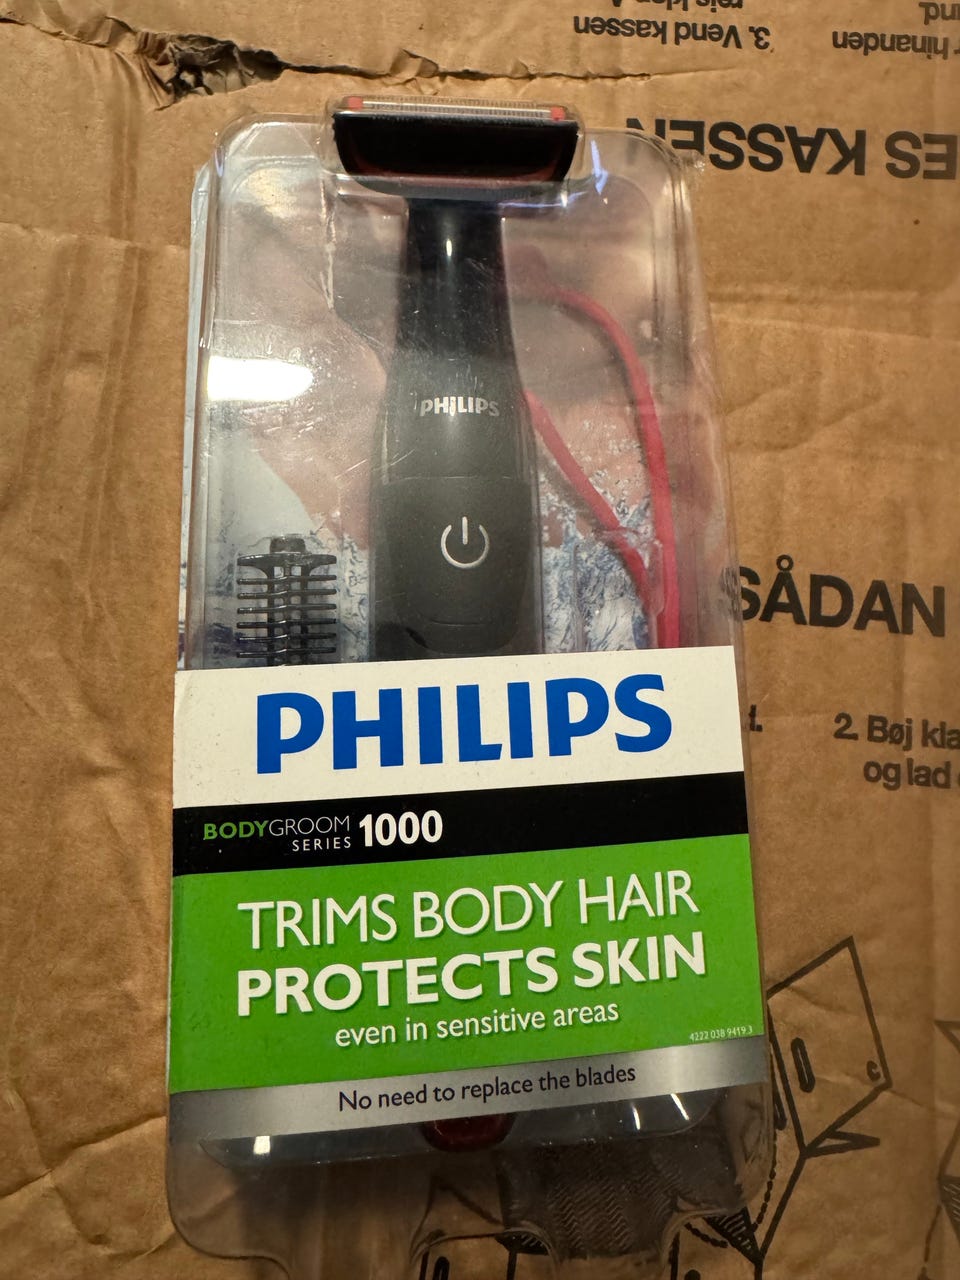 3. Vend kassen
hinanden
ES KASSEN
PHILIPS
SÅDAN
2. Bøj
og lad
PHILIPS
BODYGROOM
SERIES 1000
TRIMS BODY HAIR
PROTECTS SKIN
even in sensitive areas
4222 038 9419 3
No need to replace the blades